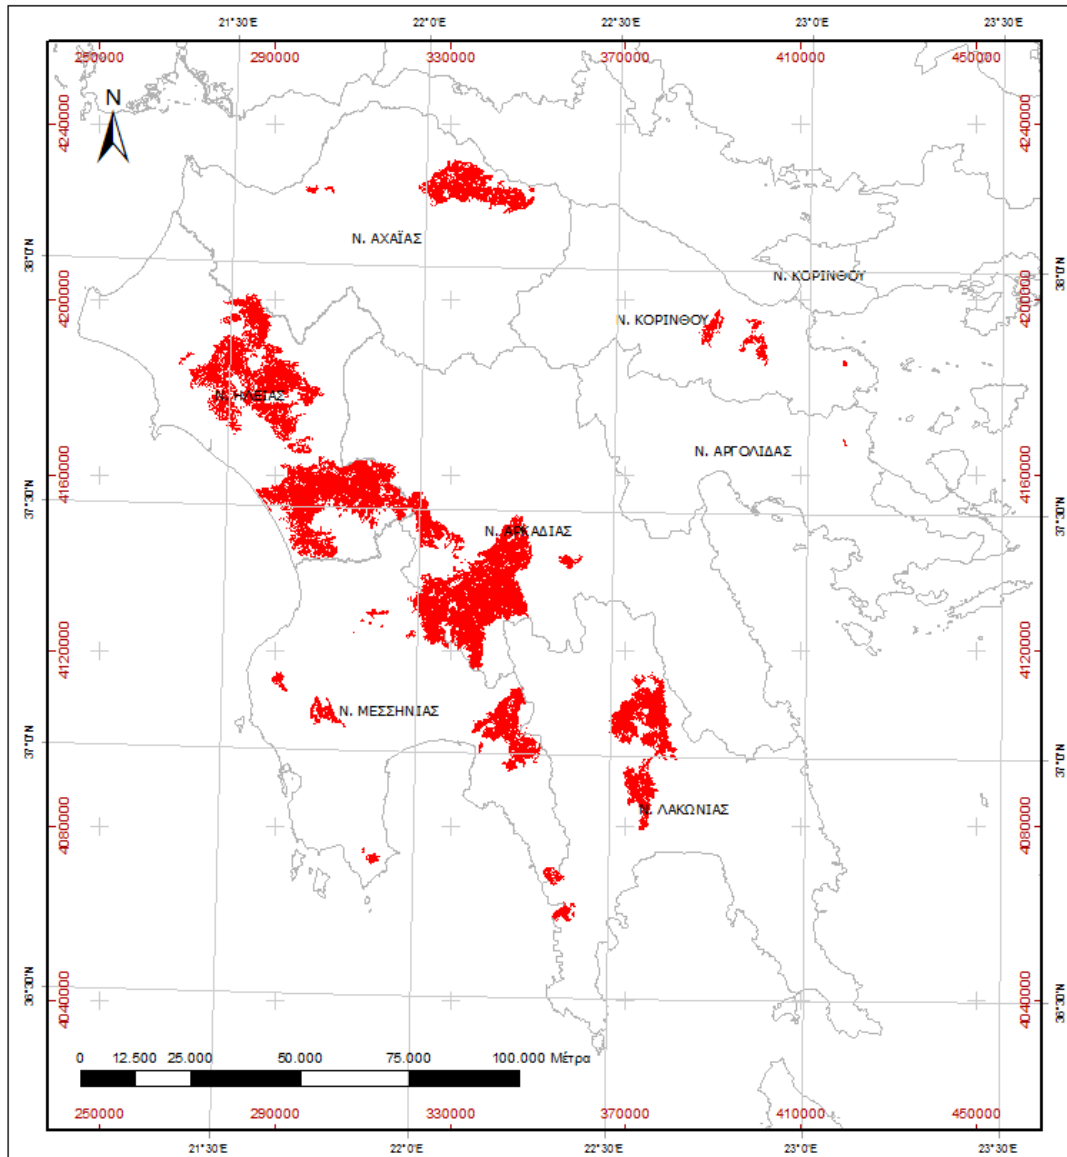 21°30'E 22°0'E 22°30'E 23°0'E 23°30'E
250000 290000 330000 370000 410000 450000
N
4240000 4240000
Ν. ΑΧΑΪΑΣ
38°0'N 38°0'N
Ν. ΚΟΡΙΝΘΟΥ
4200000 4200000
Ν. ΚΟΡΙΝΘΟΥ
Ν. ΗΛΕΙΑΣ
Ν. ΑΡΓΟΛΙΔΑΣ
4160000 4160000
37°30'N 37°30'N
Ν. ΑΡΚΑΔΙΑΣ
4120000 4120000
Ν. ΜΕΣΣΗΝΙΑΣ
37°0'N 37°0'N
Ν. ΛΑΚΩΝΙΑΣ
4080000 4080000
36°30'N 36°30'N
4040000 4040000
0 12.500 25.000 50.000 75.000 100.000 Μέτρα
250000 290000 330000 370000 4100000 450000
21°30'E 22°0'E 22°30'E 23°0'E 23°30'E